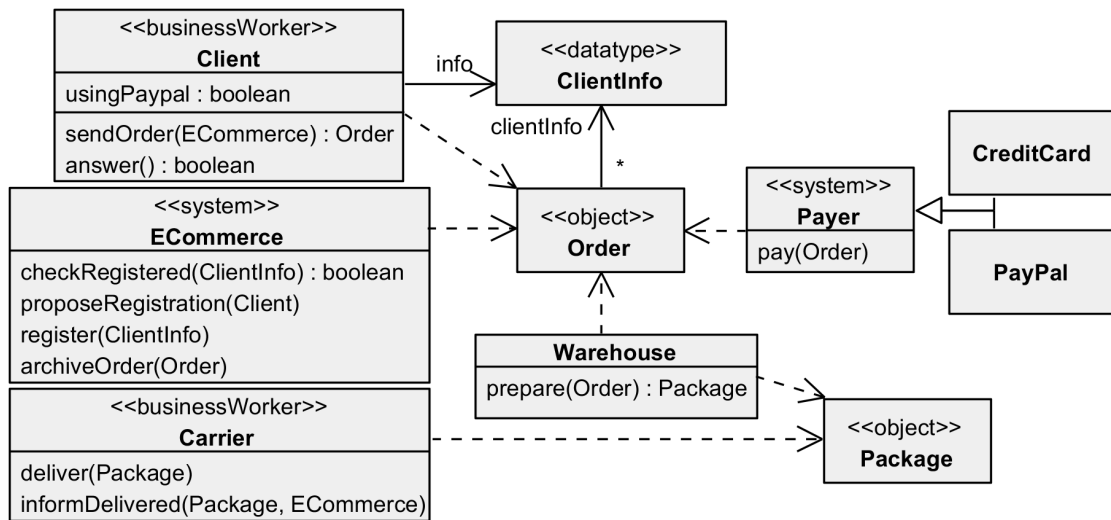 <<businessWorker>>
Client
usingPaypal : boolean
sendOrder(ECommerce) : Order
answer() : boolean
info
<<datatype>>
ClientInfo
clientInfo
*
<<system>>
ECommerce
checkRegistered(ClientInfo) : boolean
proposeRegistration(Client)
register(ClientInfo)
archiveOrder(Order)
<<object>>
Order
<<system>>
Payer
pay(Order)
CreditCard
PayPal
Warehouse
prepare(Order) : Package
<<businessWorker>>
Carrier
deliver(Package)
informDelivered(Package, ECommerce)
<<object>>
Package